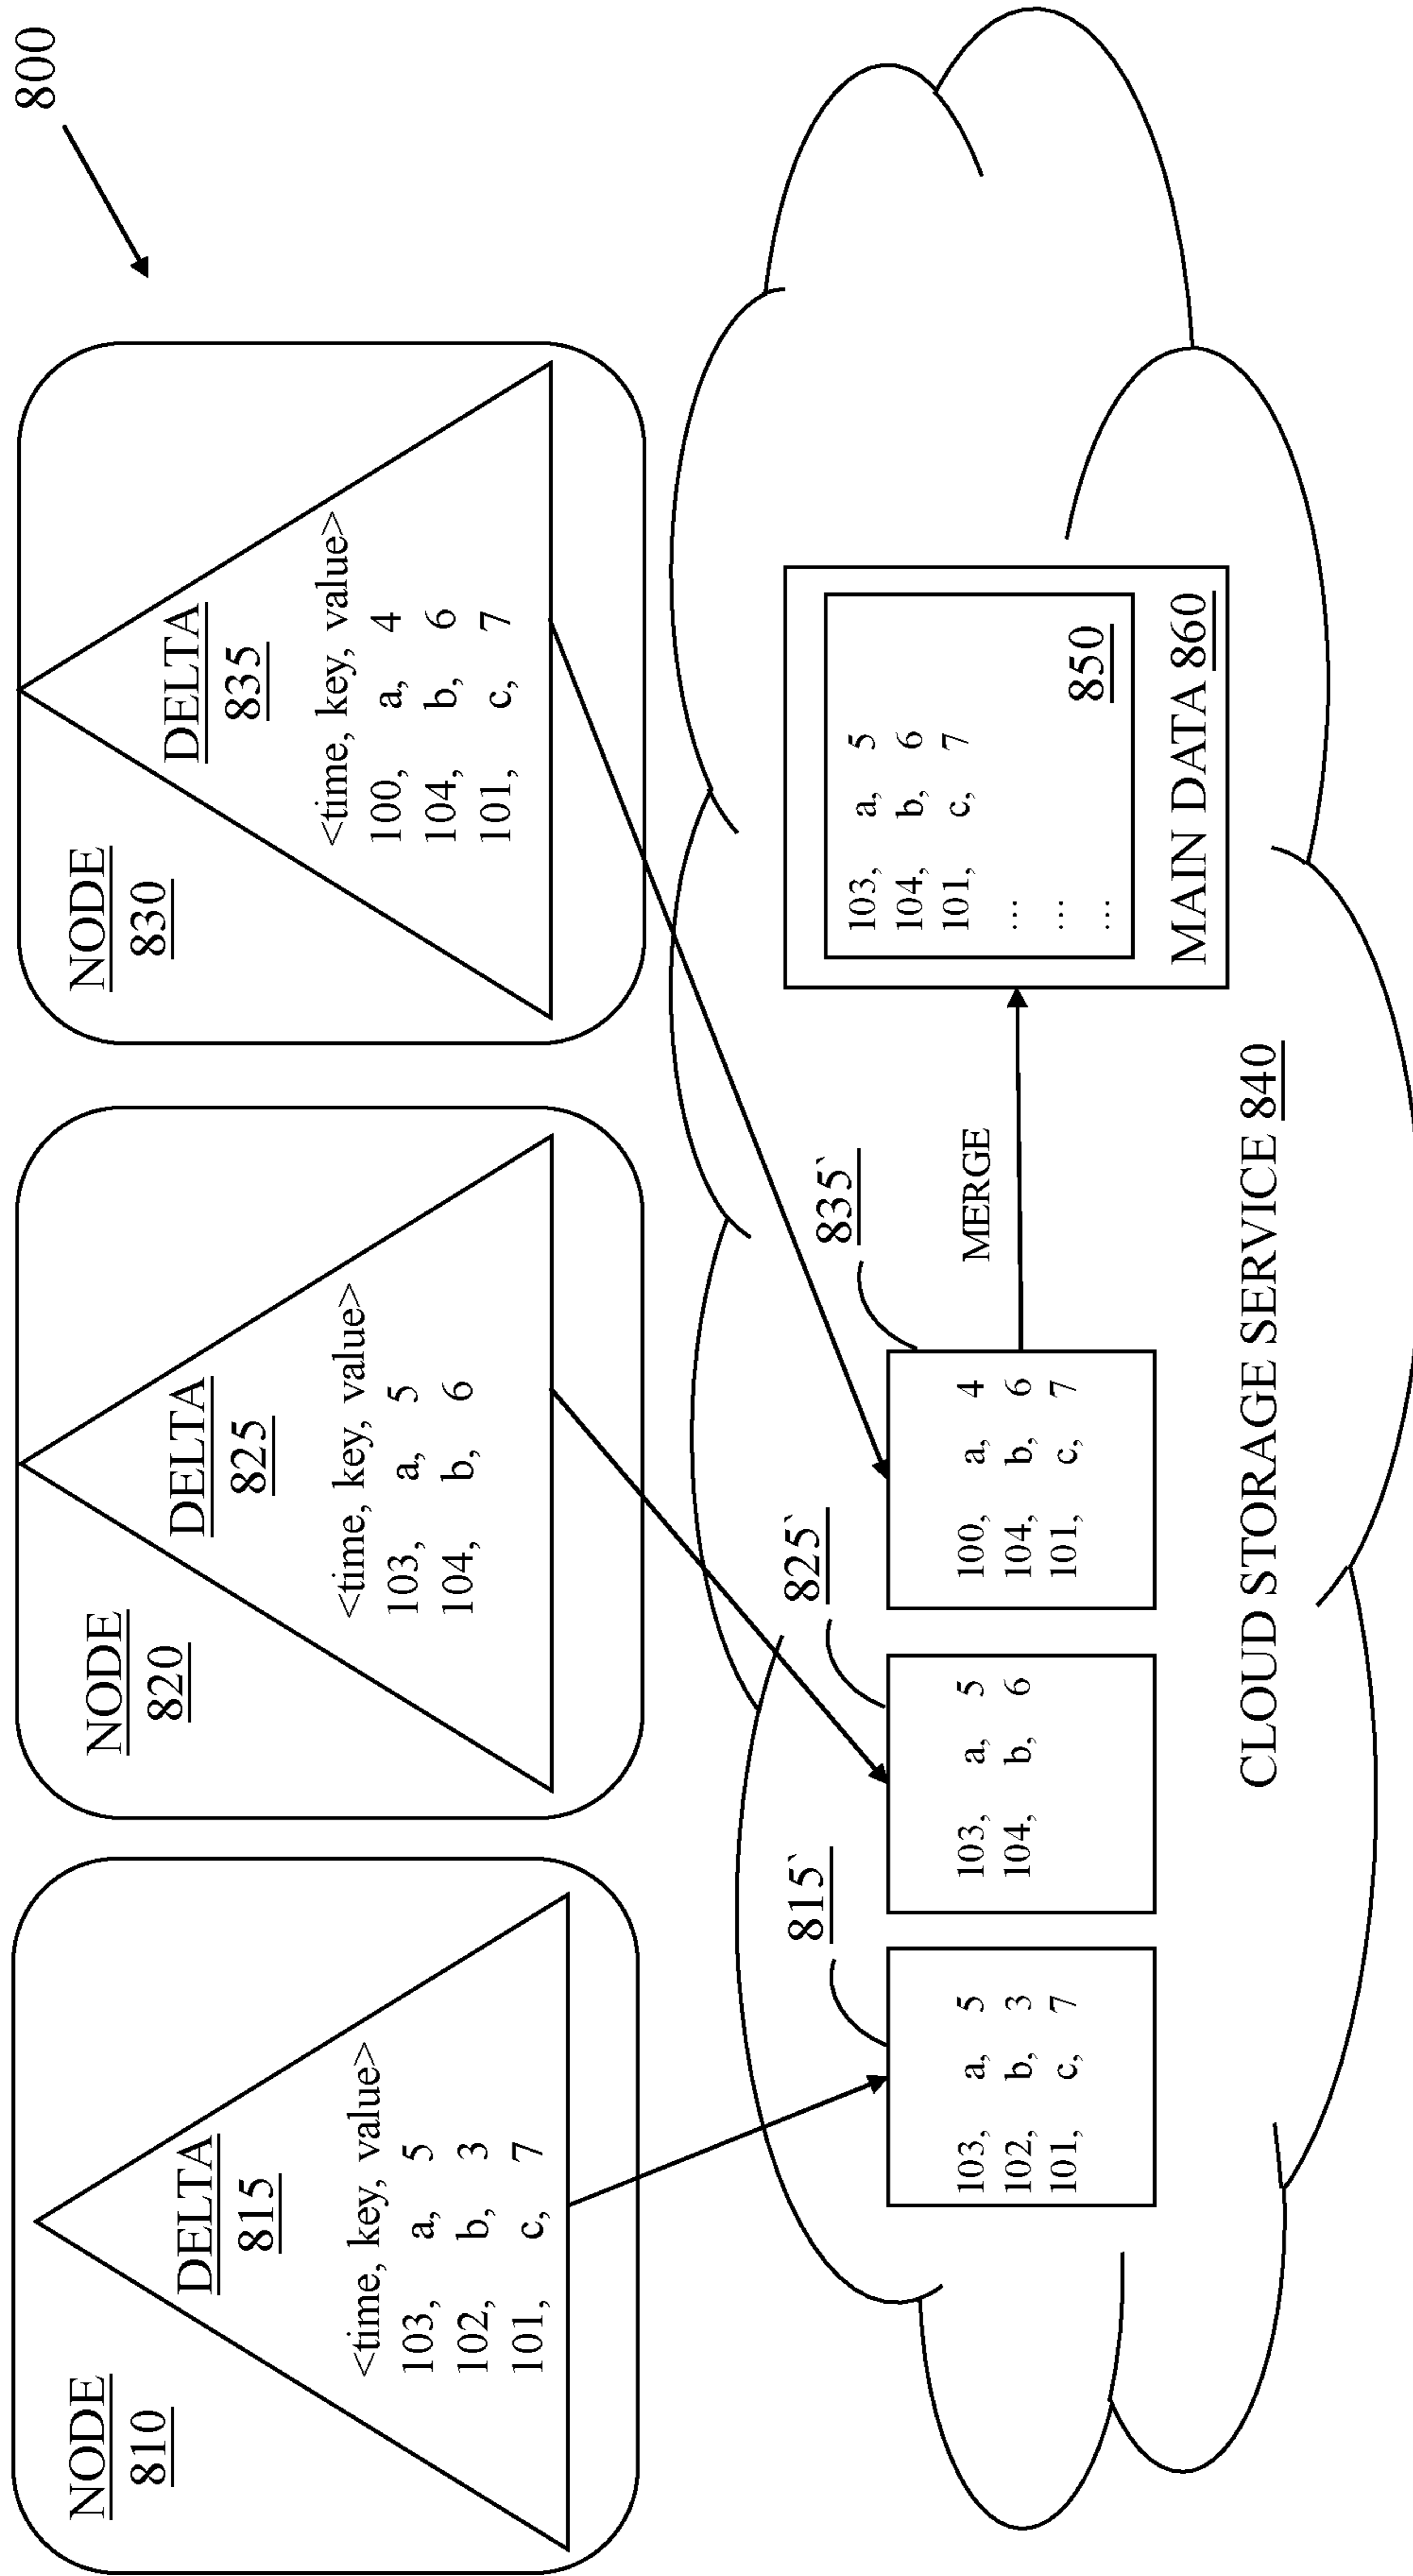 800
NODE
810
DELTA
815
<time, key, value>
103, a, 5
102, b, 3
101, c, 7
NODE
820
DELTA
825
<time, key, value>
103, a, 5
104, b, 6
NODE
830
DELTA
835
<time, key, value>
100, a, 4
104, b, 6
101, c, 7
815`
103, a, 5
102, b, 3
101, c, 7
825`
103, a, 5
104, b, 6
835`
100, a, 4
104, b, 6
101, c, 7
MERGE
103, a, 5
104, b, 6
101, c, 7
...
...
...
850
MAIN DATA 860
CLOUD STORAGE SERVICE 840